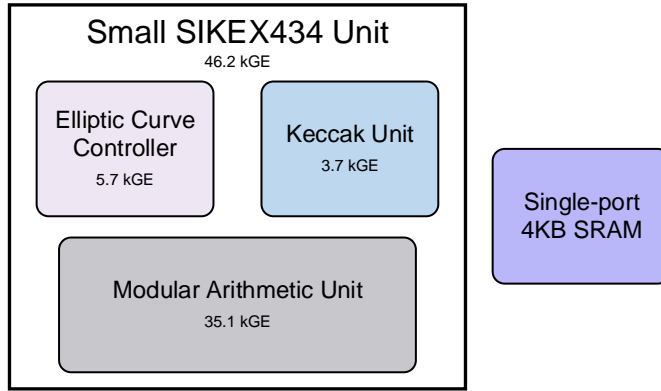 Small SIKEX434 Unit
46.2 kGE
Elliptic Curve
Controller
5.7 kGE
Keccak Unit
3.7 kGE
Single-port
4KB SRAM
Modular Arithmetic Unit
35.1 kGE